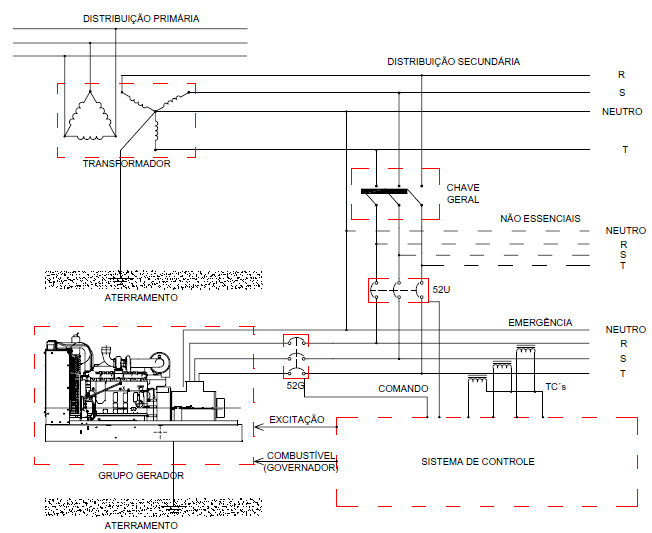 DISTRIBUIÇÃO PRIMÁRIA
DISTRIBUIÇÃO SECUNDÁRIA
R
S
NEUTRO
T
TRANSFORMADOR
CHAVE
GERAL
NÃO ESSENCIAIS
NEUTRO
R
S
T
ATERRAMENTO
52U
EMERGÊNCIA
NEUTRO
R
S
T
52G
COMANDO
TC´s
EXCITAÇÃO
COMBUSTÍVEL
(GOVERNADOR)
SISTEMA DE CONTROLE
GRUPO GERADOR
ATERRAMENTO